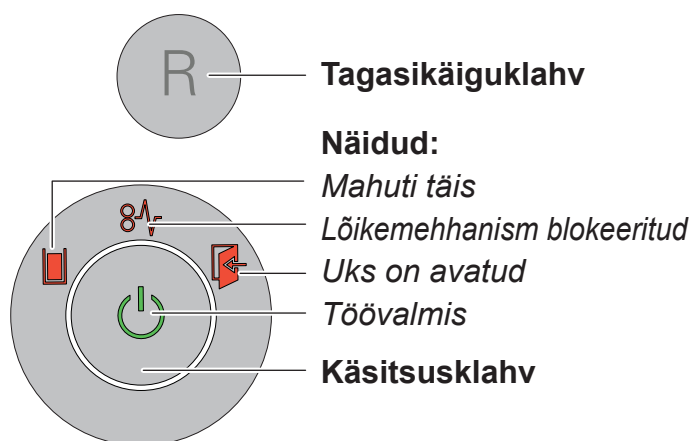 R
Tagasikäiguklahv
Näidud:
Mahuti täis
Lõikemehhanism blokeeritud
Uks on avatud
Töövalmis
Käsitsusklahv